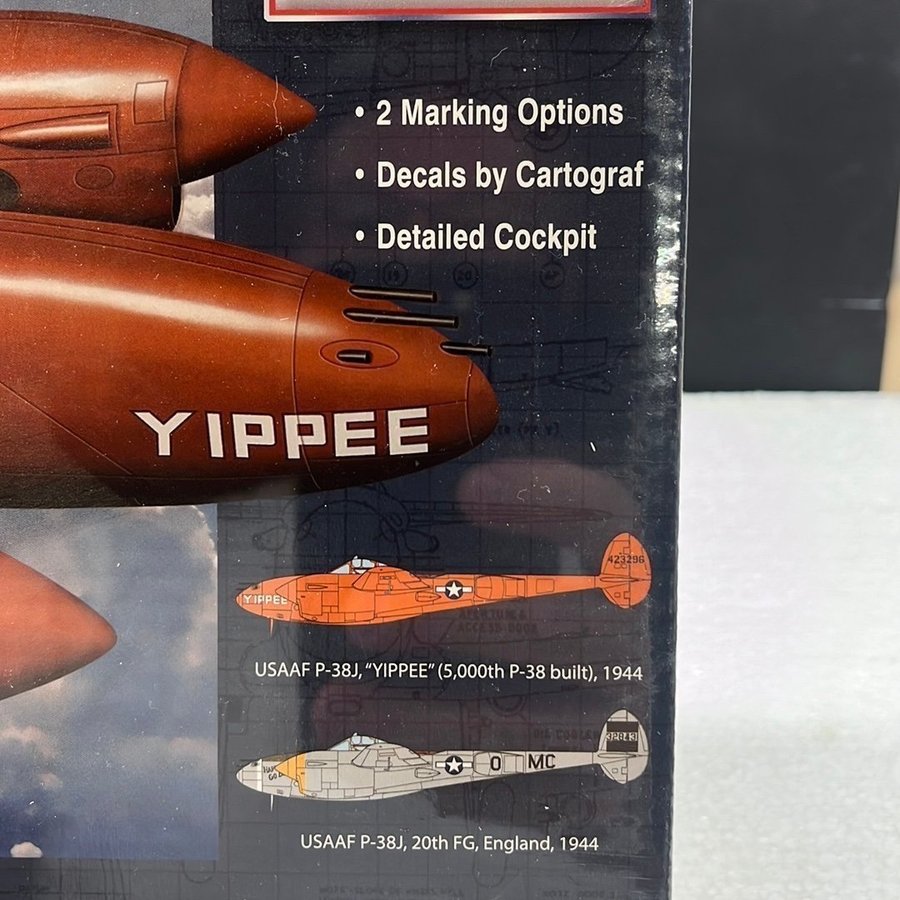 • 2 Marking Options
• Decals by Cartograf
• Detailed Cockpit
YIPPEE
423296
YIPPEE
USAAF P-38J, “YIPPEE” (5,000th P-38 built), 1944
O MC
USAAF P-38J, 20th FG, England, 1944